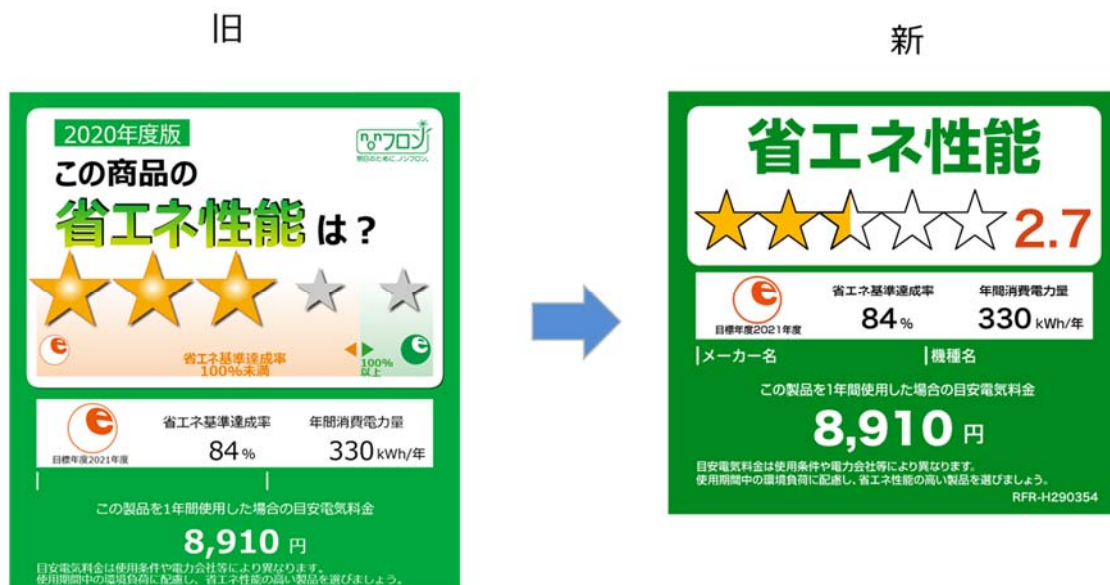 旧
2020年度版
nonフロン
明日のために、ノンフロン。
この商品の
省エネ性能は？
e
e
省エネ基準達成率
100%未満
100%
以上
e
目標年度2021年度
省エネ基準達成率
84%
年間消費電力量
330kWh/年
この製品を1年間使用した場合の目安電気料金
8,910円
目安電気料金は使用条件や電力会社等により異なります。
使用期間中の環境負荷に配慮し、省エネ性能の高い製品を選びましょう。
新
省エネ性能
2.7
e
目標年度2021年度
省エネ基準達成率
84%
年間消費電力量
330kWh/年
メーカー名
機種名
この製品を1年間使用した場合の目安電気料金
8,910円
目安電気料金は使用条件や電力会社等により異なります。
使用期間中の環境負荷に配慮し、省エネ性能の高い製品を選びましょう。
RFR-H290354